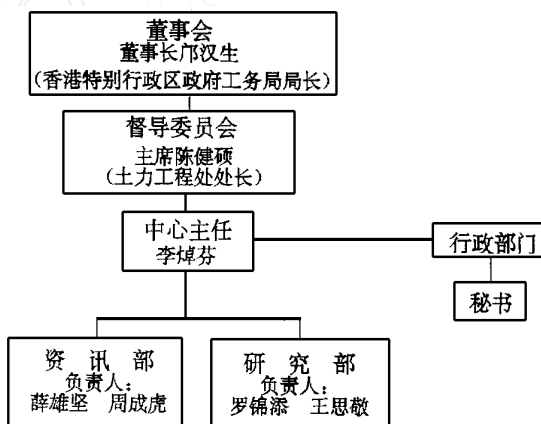 董事会
董事长邝汉生
(香港特别行政区政府工务局局长)
督导委员会
主席陈健硕
(土力工程处处长)
中心主任
李焯芬
行政部门
秘书
资讯部
负责人:
薛雄坚 周成虎
研究部
负责人:
罗锦添 王思敬